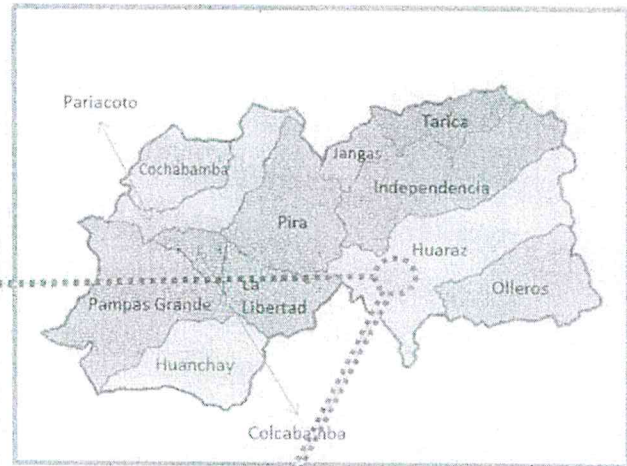 Pariacoto
Tarica
Jangas
Cochabamba
Independencia
Pira
Huaraz
La
Libertad
Olleros
Pampas Grande
Huanchay
Colcabamba